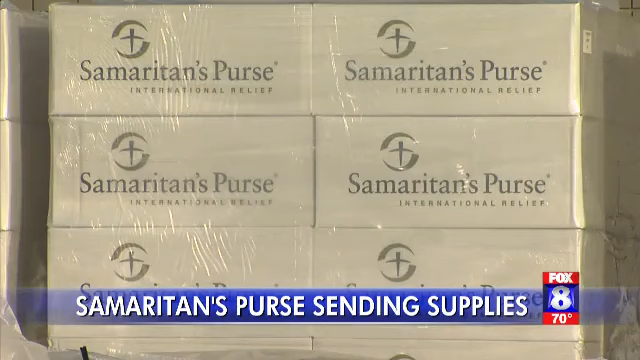 Samaritan's Purse® Samaritan's Purse®
INTERNATIONAL RELIEF INTERNATIONAL RELIEF
Samaritan's Purse® Samaritan's Purse®
INTERNATIONAL RELIEF INTERNATIONAL RELIEF
SAMARITAN'S PURSE SENDING SUPPLIES
FOX
8
70°